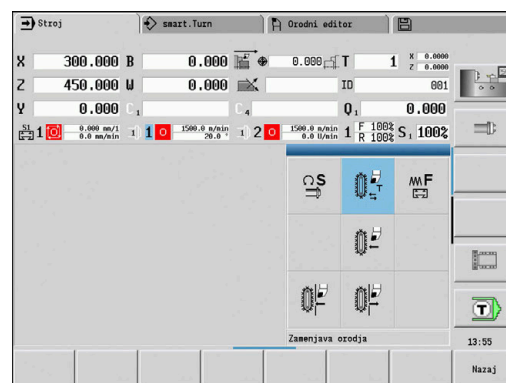 Stroj smart.Turn Orodni editor
X 300.000 B 0.000 0.000 T 1 X 0.0000 Z 0.0000
Z 450.000 U 0.000 ID 001
Y 0.000 C 1 C 4 Q 1 0.000
S1 1 0.000 mm/1 0.0 mm/min 1 1500.0 m/min 20.0 ° 1 2 1500.0 m/min 0.0 U/min 1 F 100% R 100% S 1 100%
S T F
Zamenjava orodja
T
13:55
Nazaj